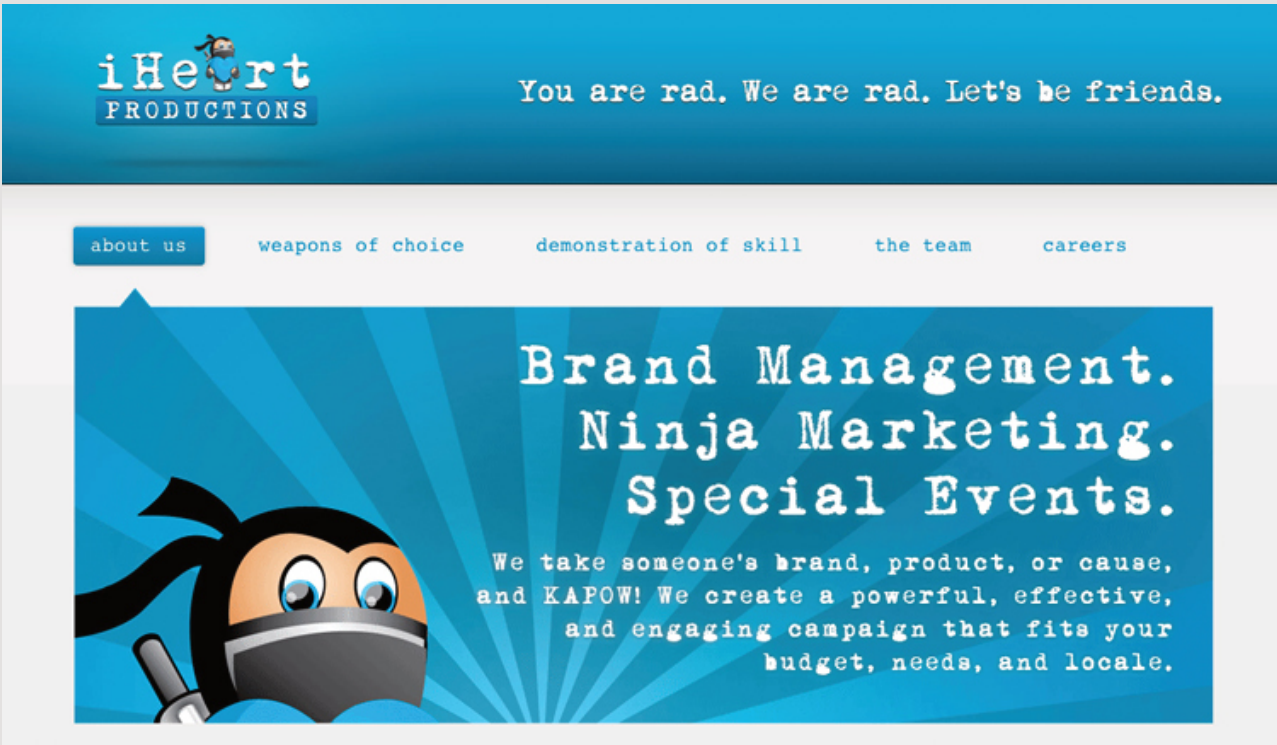 iHeart
PRODUCTIONS
You are rad. We are rad. Let's be friends.
about us
weapons of choice
demonstration of skill
the team
careers
Brand Management.
Ninja Marketing.
Special Events.
We take someone's brand, product, or cause,
and KAPOW! We create a powerful, effective,
and engaging campaign that fits your
budget, needs, and locale.